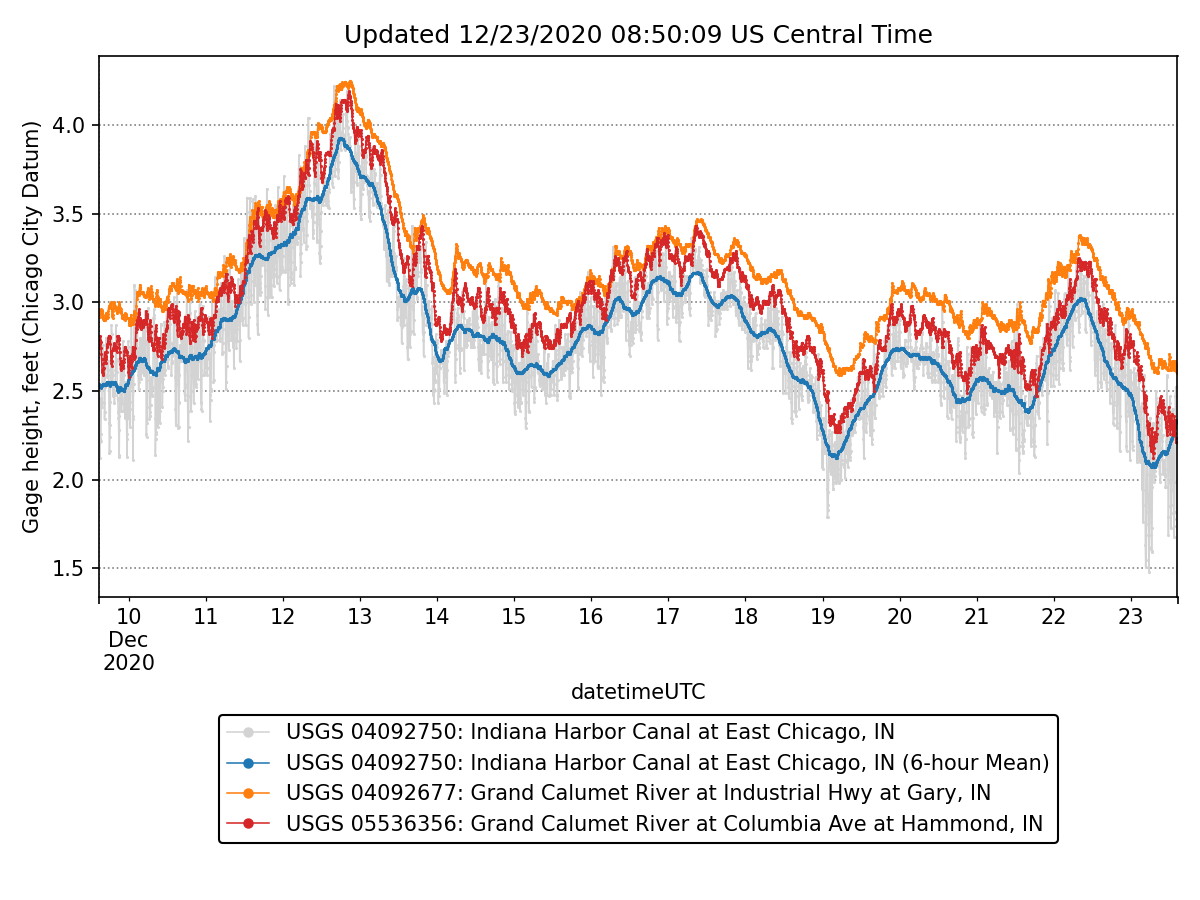 Updated 12/23/2020 08:50:09 US Central Time
Gage height, feet (Chicago City Datum)
4.0
3.5
3.0
2.5
2.0
1.5
10 11 12 13 14 15 16 17 18 19 20 21 22 23
Dec
2020
datetimeUTC
USGS 04092750: Indiana Harbor Canal at East Chicago, IN
USGS 04092750: Indiana Harbor Canal at East Chicago, IN (6-hour Mean)
USGS 04092677: Grand Calumet River at Industrial Hwy at Gary, IN
USGS 05536356: Grand Calumet River at Columbia Ave at Hammond, IN